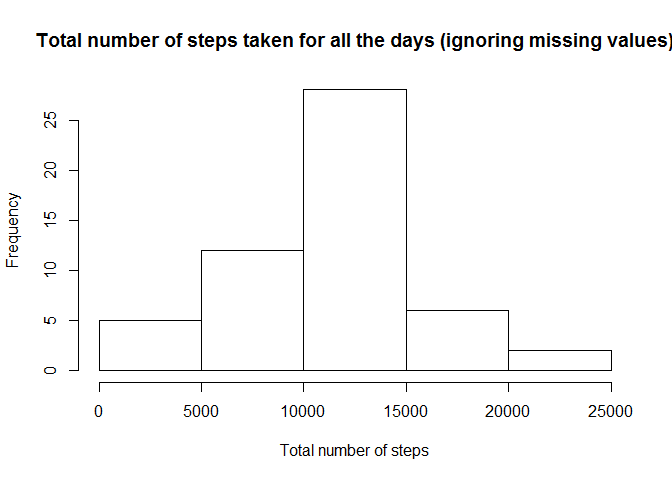 Total number of steps taken for all the days (ignoring missing values)
Frequency
25
20
15
10
5
0
0 5000 10000 15000 20000 25000
Total number of steps